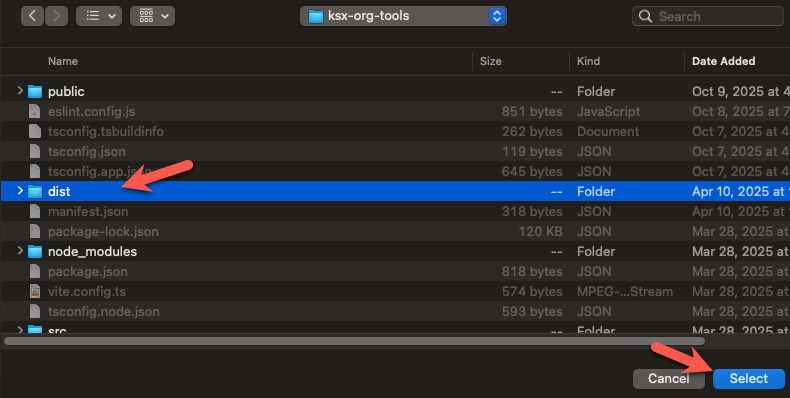 ksx-org-tools
Search
Name Size Kind Date Added
public -- Folder Oct 9, 2025 at 4
eslint.config.js 851 bytes JavaScript Oct 8, 2025 at 7
tsconfig.tsbuildinfo 262 bytes Document Oct 7, 2025 at 4
tsconfig.json 119 bytes JSON Oct 7, 2025 at 4
tsconfig.app.json 645 bytes JSON Oct 7, 2025 at 4
dist -- Folder Apr 10, 2025 at
manifest.json 318 bytes JSON Apr 10, 2025 at
package-lock.json 120 KB JSON Mar 28, 2025 at
node_modules -- Folder Mar 28, 2025 at
package.json 818 bytes JSON Mar 28, 2025 at
vite.config.ts 574 bytes MPEG-...Stream Mar 28, 2025 at
tsconfig.node.json 593 bytes JSON Mar 28, 2025 at
src -- Folder Mar 28, 2025 at
Cancel Select